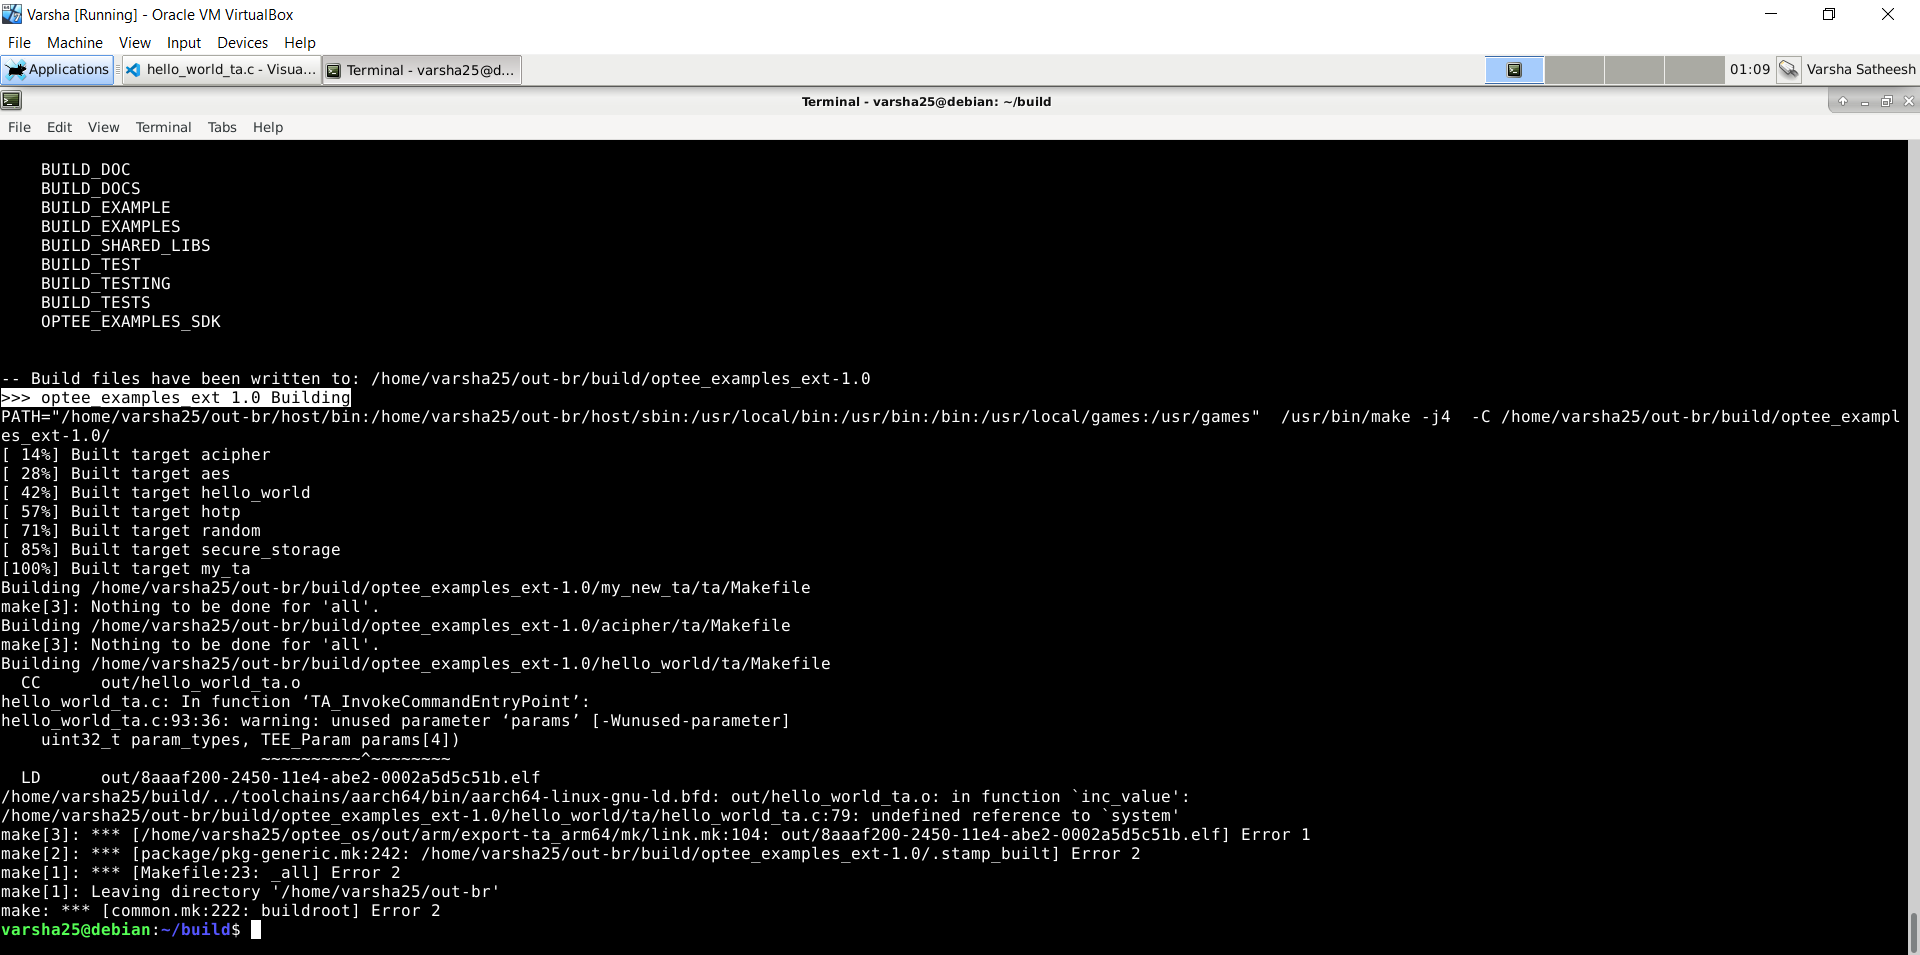 Varsha [Running] - Oracle VM VirtualBox
File Machine View Input Devices Help
Applications hello_world_ta.c - Visua... Terminal - varsha25@d... 01:09 Varsha Satheesh
Terminal - varsha25@debian: ~/build
File Edit View Terminal Tabs Help
BUILD_DOC
BUILD_DOCS
BUILD_EXAMPLE
BUILD_EXAMPLES
BUILD_SHARED_LIBS
BUILD_TEST
BUILD_TESTING
BUILD_TESTS
OPTEE_EXAMPLES_SDK
-- Build files have been written to: /home/varsha25/out-br/build/optee_examples_ext-1.0
>>> optee_examples_ext 1.0 Building
PATH="/home/varsha25/out-br/host/bin:/home/varsha25/out-br/host/sbin:/usr/local/bin:/usr/bin:/bin:/usr/local/games:/usr/games"  /usr/bin/make -j4  -C /home/varsha25/out-br/build/optee_exampl
es_ext-1.0/
[ 14%] Built target acipher
[ 28%] Built target aes
[ 42%] Built target hello_world
[ 57%] Built target hotp
[ 71%] Built target random
[ 85%] Built target secure_storage
[100%] Built target my_ta
Building /home/varsha25/out-br/build/optee_examples_ext-1.0/my_new_ta/ta/Makefile
make[3]: Nothing to be done for 'all'.
Building /home/varsha25/out-br/build/optee_examples_ext-1.0/acipher/ta/Makefile
make[3]: Nothing to be done for 'all'.
Building /home/varsha25/out-br/build/optee_examples_ext-1.0/hello_world/ta/Makefile
  CC      out/hello_world_ta.o
hello_world_ta.c: In function ‘TA_InvokeCommandEntryPoint’:
hello_world_ta.c:93:36: warning: unused parameter ‘params’ [-Wunused-parameter]
    uint32_t param_types, TEE_Param params[4])
                          ~~~~~~~~~~^~~~~~~~
  LD      out/8aaaf200-2450-11e4-abe2-0002a5d5c51b.elf
/home/varsha25/build/../toolchains/aarch64/bin/aarch64-linux-gnu-ld.bfd: out/hello_world_ta.o: in function `inc_value':
/home/varsha25/out-br/build/optee_examples_ext-1.0/hello_world/ta/hello_world_ta.c:79: undefined reference to `system'
make[3]: *** [/home/varsha25/optee_os/out/arm/export-ta_arm64/mk/link.mk:104: out/8aaaf200-2450-11e4-abe2-0002a5d5c51b.elf] Error 1
make[2]: *** [package/pkg-generic.mk:242: /home/varsha25/out-br/build/optee_examples_ext-1.0/.stamp_built] Error 2
make[1]: *** [Makefile:23: _all] Error 2
make[1]: Leaving directory '/home/varsha25/out-br'
make: *** [common.mk:222: buildroot] Error 2
varsha25@debian:~/build$